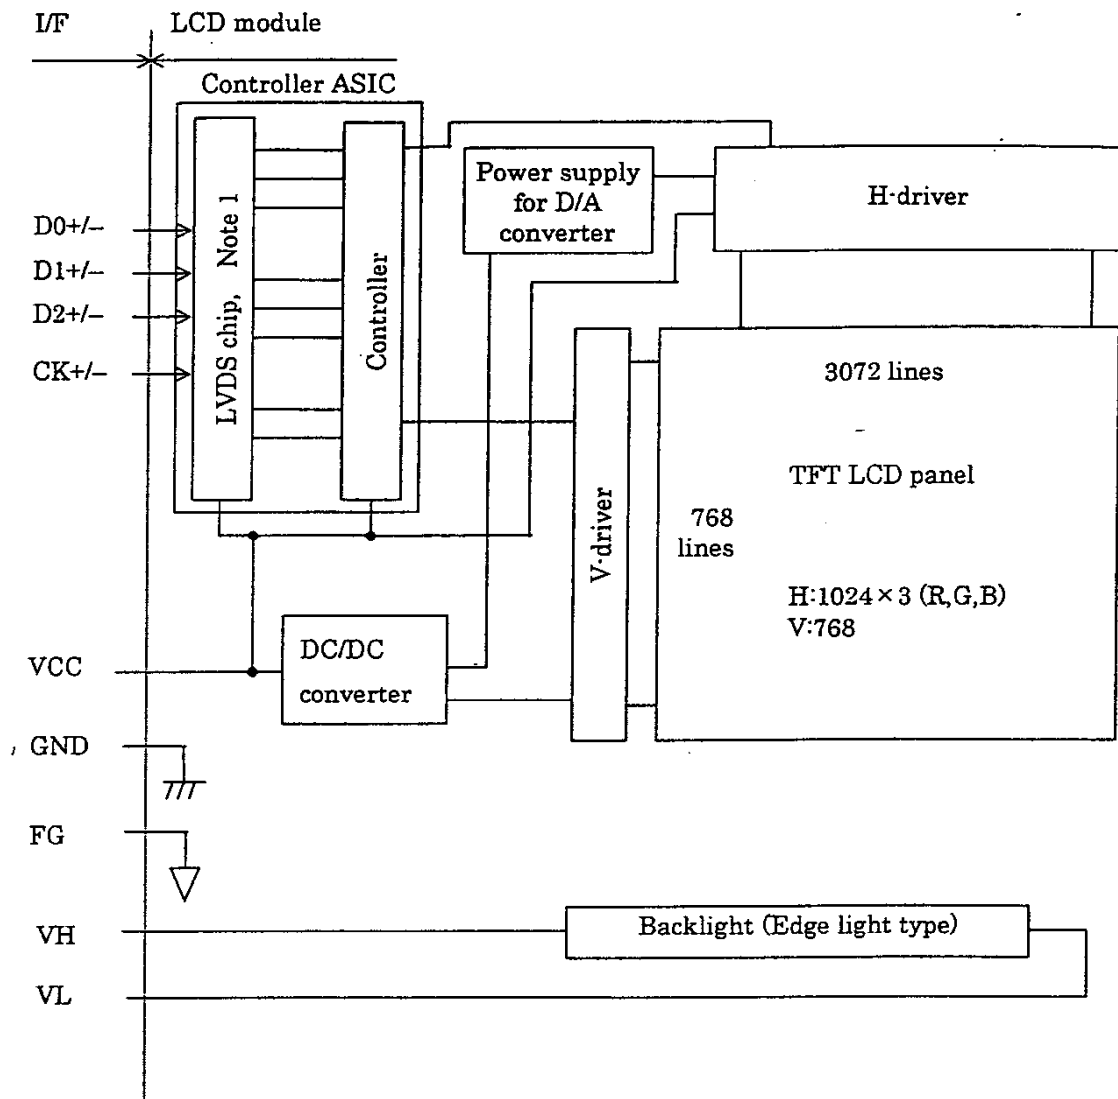 I/F
LCD module
Controller ASIC
LVDS chip, Note 1
Controller
Power supply
for D/A
converter
H-driver
D0+/−
D1+/−
D2+/−
CK+/−
3072 lines
TFT LCD panel
768
lines
V-driver
H:1024×3 (R,G,B)
V:768
VCC
DC/DC
converter
GND
FG
VH
Backlight (Edge light type)
VL